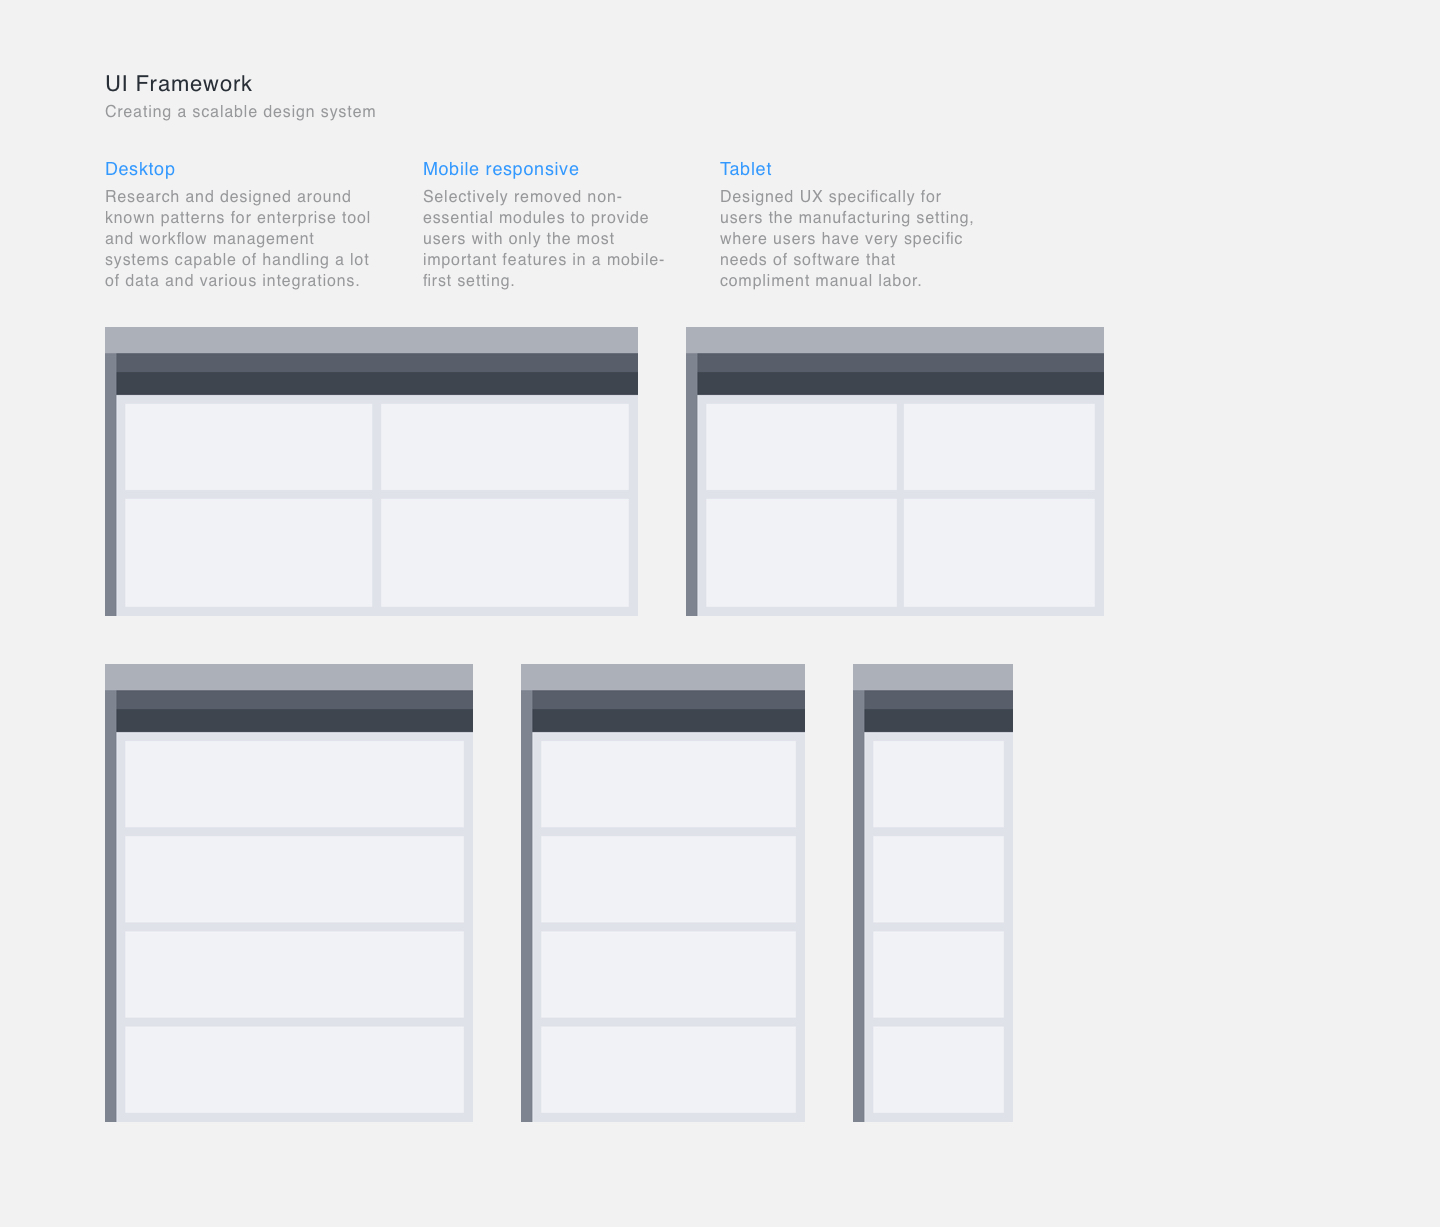 UI Framework
Creating a scalable design system
Desktop
Research and designed around
known patterns for enterprise tool
and workflow management
systems capable of handling a lot
of data and various integrations.
Mobile responsive
Selectively removed non-
essential modules to provide
users with only the most
important features in a mobile-
first setting.
Tablet
Designed UX specifically for
users the manufacturing setting,
where users have very specific
needs of software that
compliment manual labor.